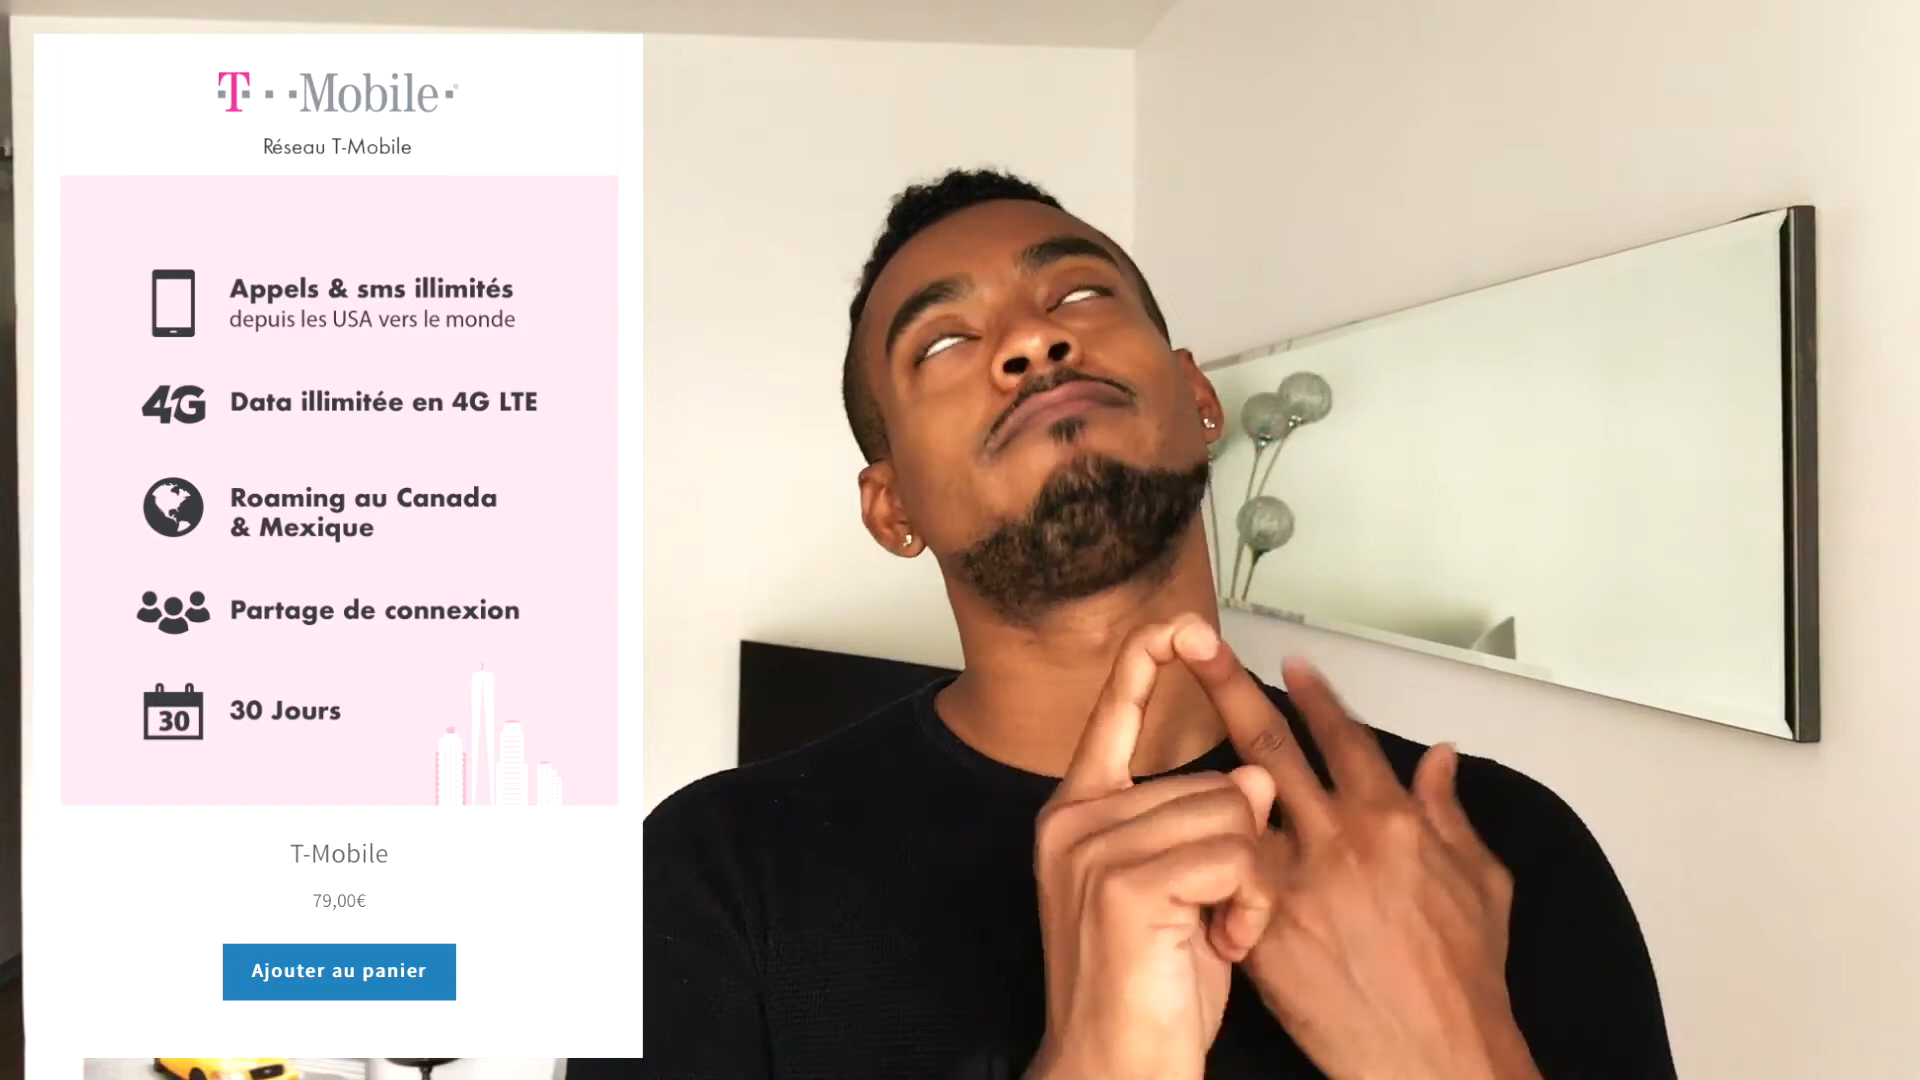 T··Mobile·®
Réseau T-Mobile
Appels & sms illimités
depuis les USA vers le monde
4G
Data illimitée en 4G LTE
Roaming au Canada
& Mexique
Partage de connexion
30
30 Jours
T-Mobile
79,00€
Ajouter au panier